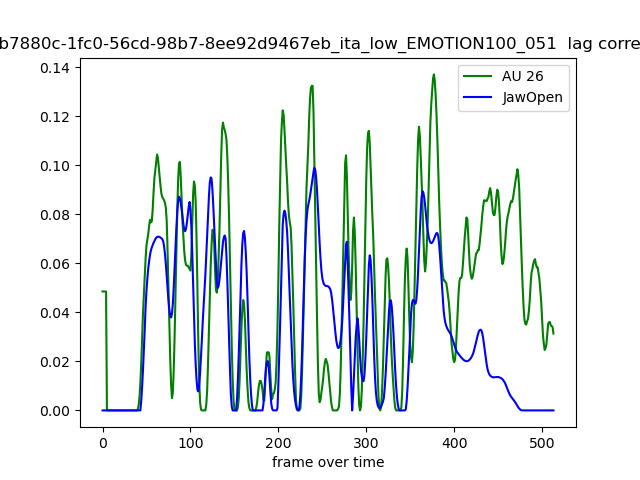 b7880c-1fc0-56cd-98b7-8ee92d9467eb_ita_low_EMOTION100_051 lag corre
0.14
0.12
0.10
0.08
0.06
0.04
0.02
0.00
AU 26
JawOpen
0 100 200 300 400 500
frame over time